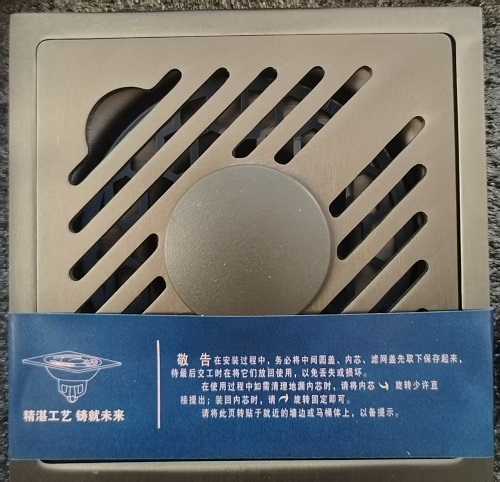 敬 告 在安装过程中，务必将中间圆盖、内芯、滤网盖先取下保存起来，
待最后交工时在将它们放回使用，以免丢失或损坏。
在使用过程中如需清理地漏内芯时，请将内芯 旋转少许直
接提出；装回内芯时，请 旋转固定即可。
请将此页转贴于就近的墙边或马桶体上，以备提示。
精湛工艺 铸就未来